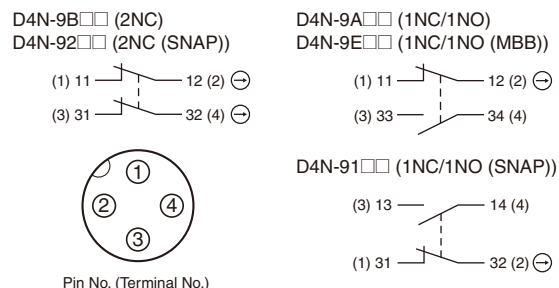 D4N-9B□□ (2NC)
D4N-92□□ (2NC (SNAP))
(1) 11 12 (2)
(3) 31 32 (4)
1
2 4
3
Pin No. (Terminal No.)
D4N-9A□□ (1NC/1NO)
D4N-9E□□ (1NC/1NO (MBB))
(1) 11 12 (2)
(3) 33 34 (4)
D4N-91□□ (1NC/1NO (SNAP))
(3) 13 14 (4)
(1) 31 32 (2)